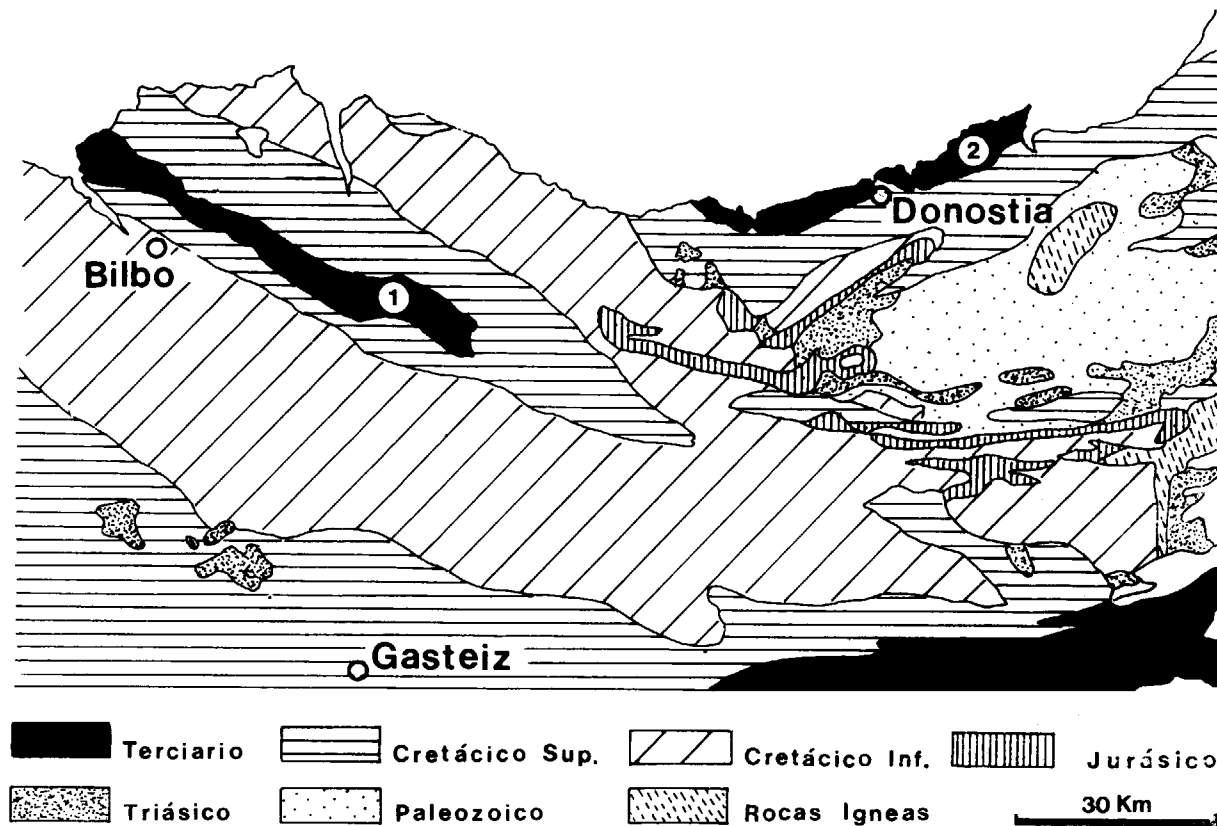 2
Donostia
Bilbo
1
Gasteiz
Terciario
Cretácico Sup.
Cretácico Inf.
Jurásico
Triásico
Paleozoico
Rocas Igneas
30 Km